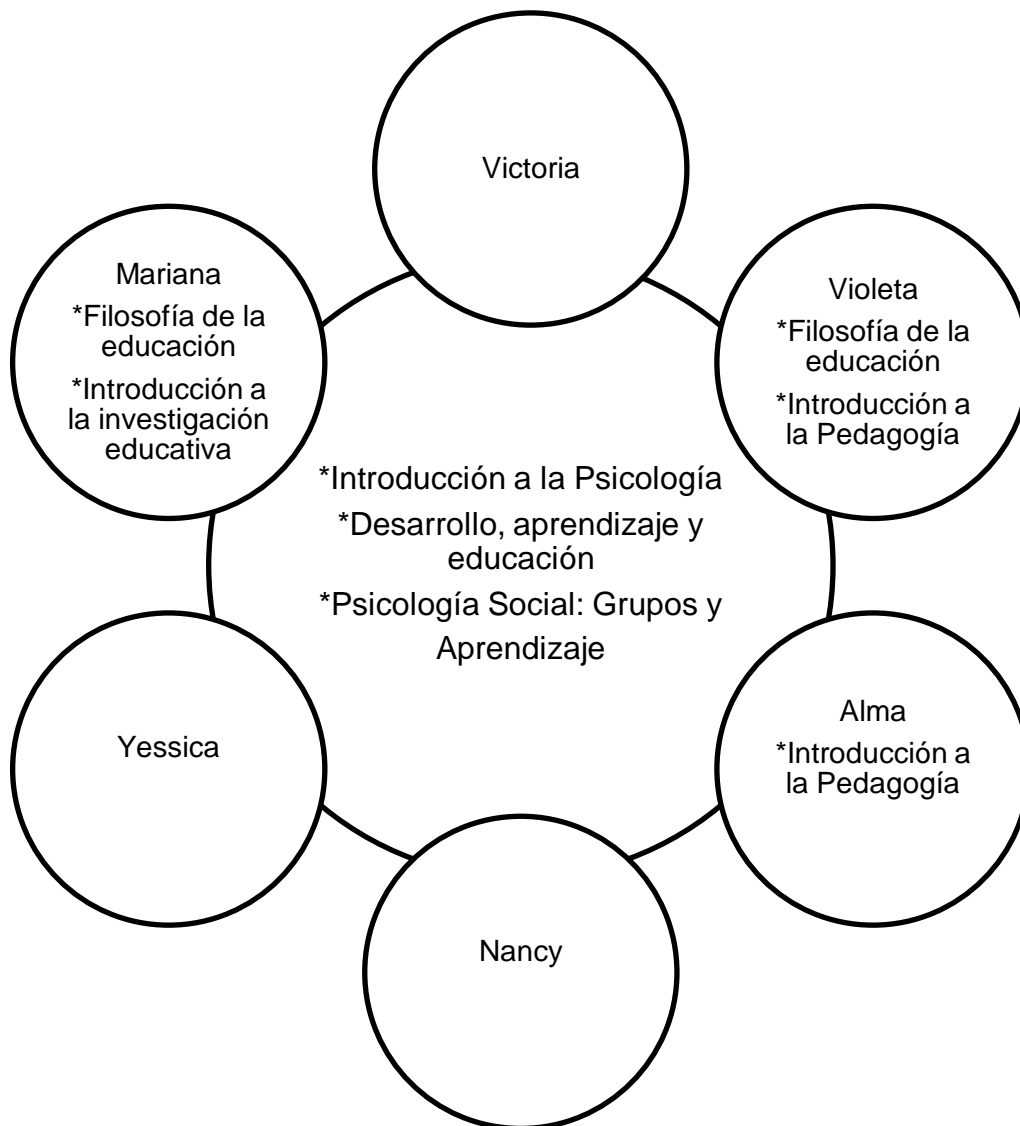 Victoria
Mariana
*Filosofía de la
educación
*Introducción a
la investigación
educativa
Violeta
*Filosofía de la
educación
*Introducción a
la Pedagogía
*Introducción a la Psicología
*Desarrollo, aprendizaje y
educación
*Psicología Social: Grupos y
Aprendizaje
Yessica
Alma
*Introducción a
la Pedagogía
Nancy